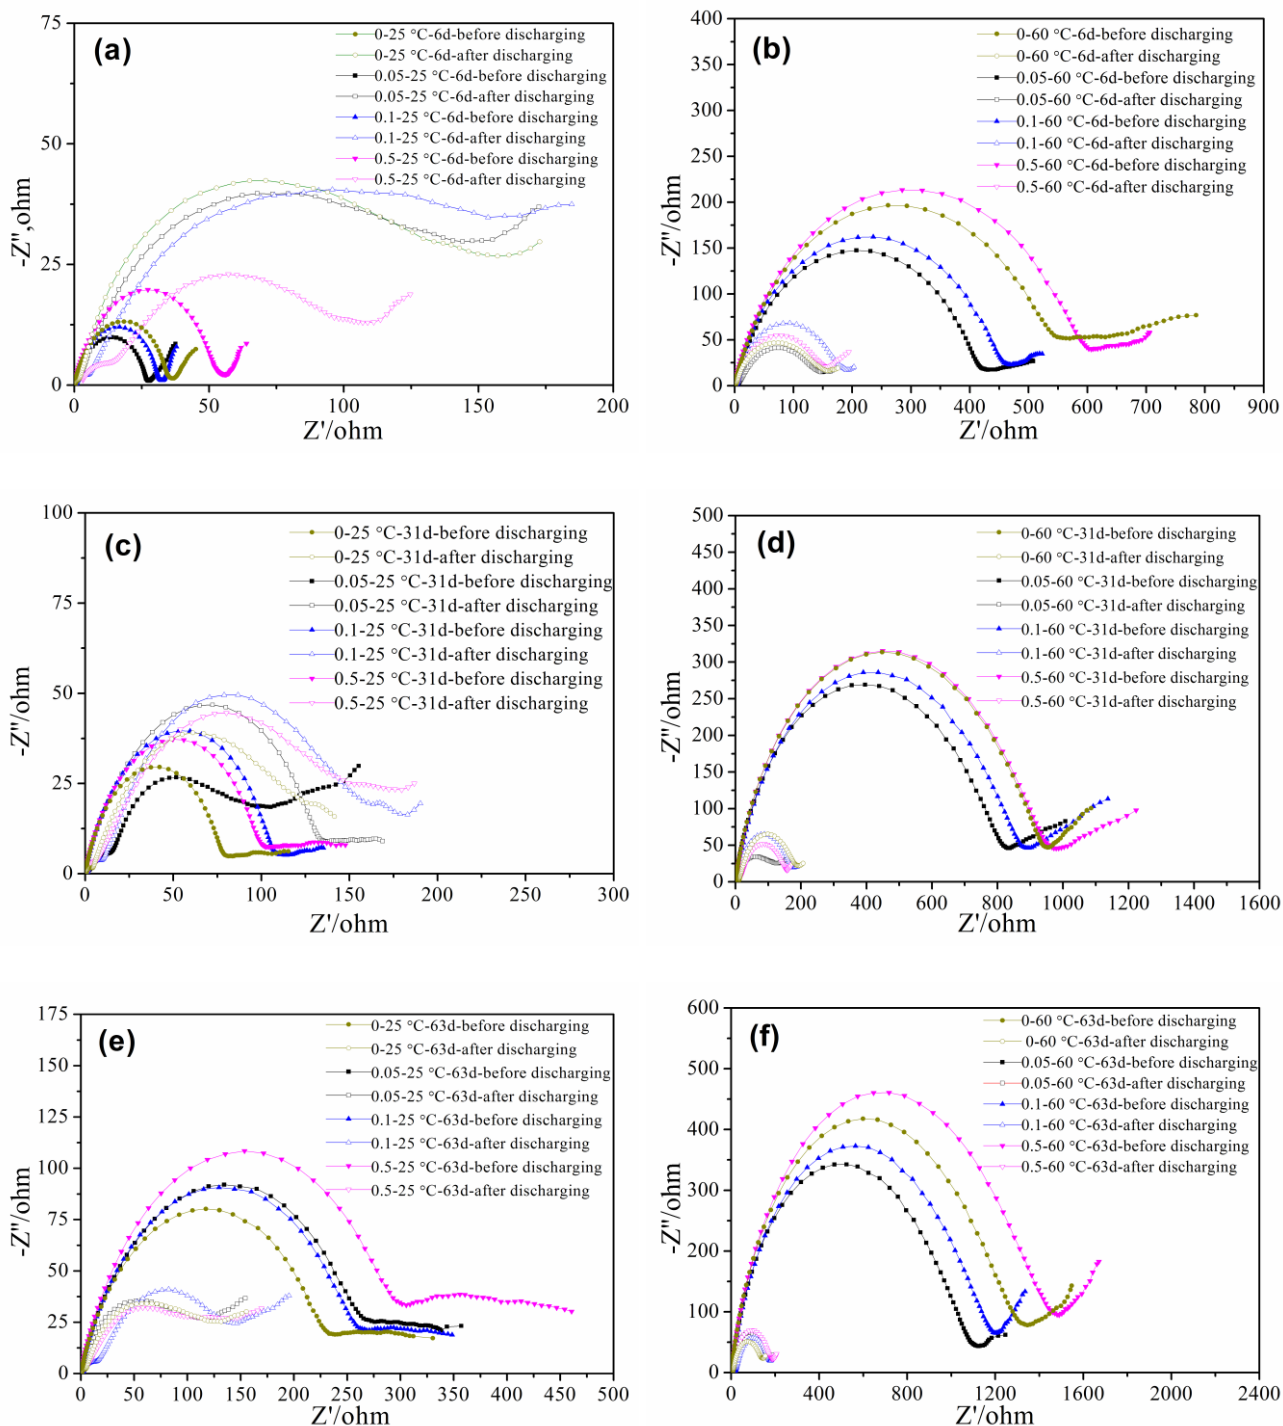 (a)
75
50
25
0
-Z'',ohm
0-25 °C-6d-before discharging
0-25 °C-6d-after discharging
0.05-25 °C-6d-before discharging
0.05-25 °C-6d-after discharging
0.1-25 °C-6d-before discharging
0.1-25 °C-6d-after discharging
0.5-25 °C-6d-before discharging
0.5-25 °C-6d-after discharging
0 50 100 150 200
Z'/ohm
(b)
400
350
300
250
200
150
100
50
0
-Z''/ohm
0-60 °C-6d-before discharging
0-60 °C-6d-after discharging
0.05-60 °C-6d-before discharging
0.05-60 °C-6d-after discharging
0.1-60 °C-6d-before discharging
0.1-60 °C-6d-after discharging
0.5-60 °C-6d-before discharging
0.5-60 °C-6d-after discharging
0 100 200 300 400 500 600 700 800 900
Z'/ohm
(c)
100
75
50
25
0
-Z''/ohm
0-25 °C-31d-before discharging
0-25 °C-31d-after discharging
0.05-25 °C-31d-before discharging
0.05-25 °C-31d-after discharging
0.1-25 °C-31d-before discharging
0.1-25 °C-31d-after discharging
0.5-25 °C-31d-before discharging
0.5-25 °C-31d-after discharging
0 50 100 150 200 250 300
Z'/ohm
(d)
500
450
400
350
300
250
200
150
100
50
0
-Z''/ohm
0-60 °C-31d-before discharging
0-60 °C-31d-after discharging
0.05-60 °C-31d-before discharging
0.05-60 °C-31d-after discharging
0.1-60 °C-31d-before discharging
0.1-60 °C-31d-after discharging
0.5-60 °C-31d-before discharging
0.5-60 °C-31d-after discharging
0 200 400 600 800 1000 1200 1400 1600
Z'/ohm
(e)
175
150
125
100
75
50
25
0
-Z''/ohm
0-25 °C-63d-before discharging
0-25 °C-63d-after discharging
0.05-25 °C-63d-before discharging
0.05-25 °C-63d-after discharging
0.1-25 °C-63d-before discharging
0.1-25 °C-63d-after discharging
0.5-25 °C-63d-before discharging
0.5-25 °C-63d-after discharging
0 50 100 150 200 250 300 350 400 450 500
Z'/ohm
(f)
600
500
400
300
200
100
0
-Z''/ohm
0-60 °C-63d-before discharging
0-60 °C-63d-after discharging
0.05-60 °C-63d-before discharging
0.05-60 °C-63d-after discharging
0.1-60 °C-63d-before discharging
0.1-60 °C-63d-after discharging
0.5-60 °C-63d-before discharging
0.5-60 °C-63d-after discharging
0 400 800 1200 1600 2000 2400
Z'/ohm